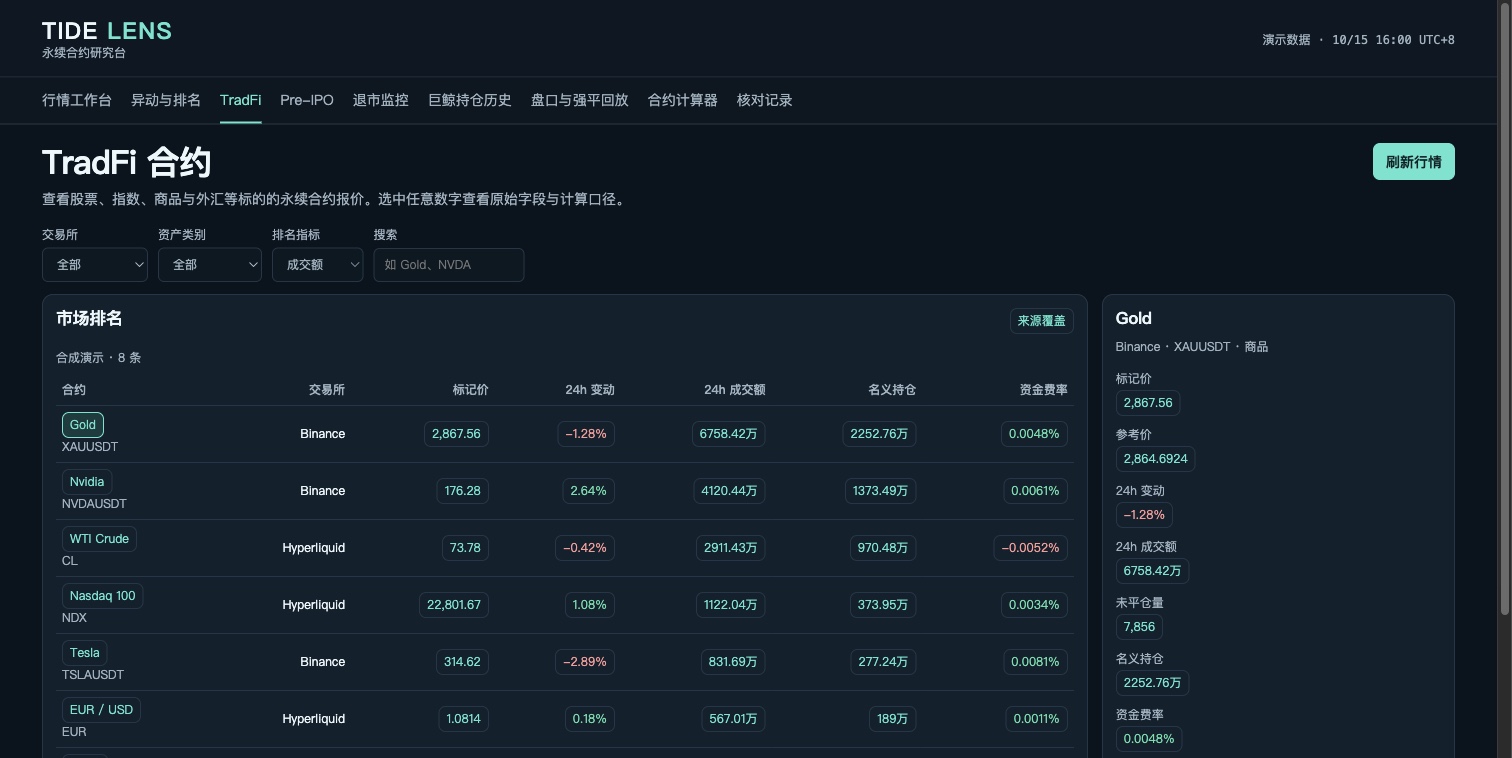 TIDE LENS
永续合约研究台
演示数据 · 10/15 16:00 UTC+8
行情工作台 异动与排名 TradFi Pre-IPO 退市监控 巨鲸持仓历史 盘口与强平回放 合约计算器 核对记录
TradFi 合约
刷新行情
查看股票、指数、商品与外汇等标的的永续合约报价。选中任意数字查看原始字段与计算口径。
交易所 资产类别 排名指标 搜索
全部 全部 成交额 如 Gold、NVDA
市场排名
来源覆盖
合成演示 · 8 条
合约 交易所 标记价 24h 变动 24h 成交额 名义持仓 资金费率
Gold
XAUUSDT
Binance 2,867.56 -1.28% 6758.42万 2252.76万 0.0048%
Nvidia
NVDAUSDT
Binance 176.28 2.64% 4120.44万 1373.49万 0.0061%
WTI Crude
CL
Hyperliquid 73.78 -0.42% 2911.43万 970.48万 -0.0052%
Nasdaq 100
NDX
Hyperliquid 22,801.67 1.08% 1122.04万 373.95万 0.0034%
Tesla
TSLAUSDT
Binance 314.62 -2.89% 831.69万 277.24万 0.0081%
EUR / USD
EUR
Hyperliquid 1.0814 0.18% 567.01万 189万 0.0011%
Gold
Binance · XAUUSDT · 商品
标记价
2,867.56
参考价
2,864.6924
24h 变动
-1.28%
24h 成交额
6758.42万
未平仓量
7,856
名义持仓
2252.76万
资金费率
0.0048%